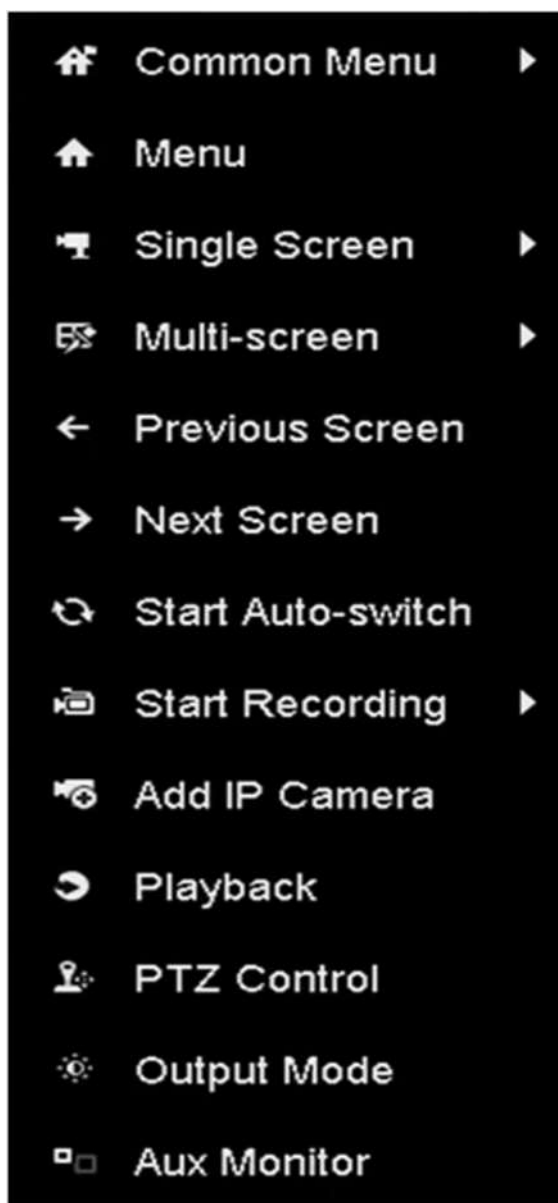 Common Menu
Menu
Single Screen
Multi-screen
Previous Screen
Next Screen
Start Auto-switch
Start Recording
Add IP Camera
Playback
PTZ Control
Output Mode
Aux Monitor